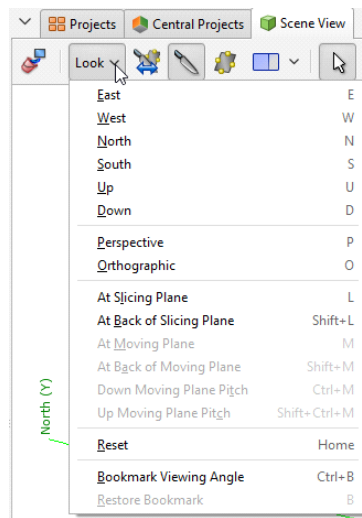 Projects Central Projects Scene View
Look
East E
West W
North N
South S
Up U
Down D
Perspective P
Orthographic O
At Slicing Plane L
At Back of Slicing Plane Shift+L
At Moving Plane M
At Back of Moving Plane Shift+M
Down Moving Plane Pitch Ctrl+M
Up Moving Plane Pitch Shift+Ctrl+M
Reset Home
Bookmark Viewing Angle Ctrl+B
Restore Bookmark B
North (Y)